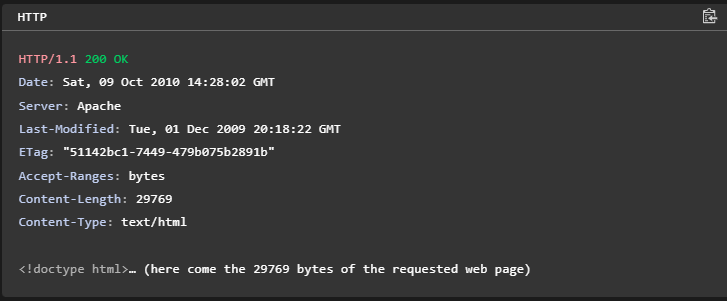 HTTP
HTTP/1.1 200 OK
Date: Sat, 09 Oct 2010 14:28:02 GMT
Server: Apache
Last-Modified: Tue, 01 Dec 2009 20:18:22 GMT
ETag: "51142bc1-7449-479b075b2891b"
Accept-Ranges: bytes
Content-Length: 29769
Content-Type: text/html
<!doctype html>… (here come the 29769 bytes of the requested web page)